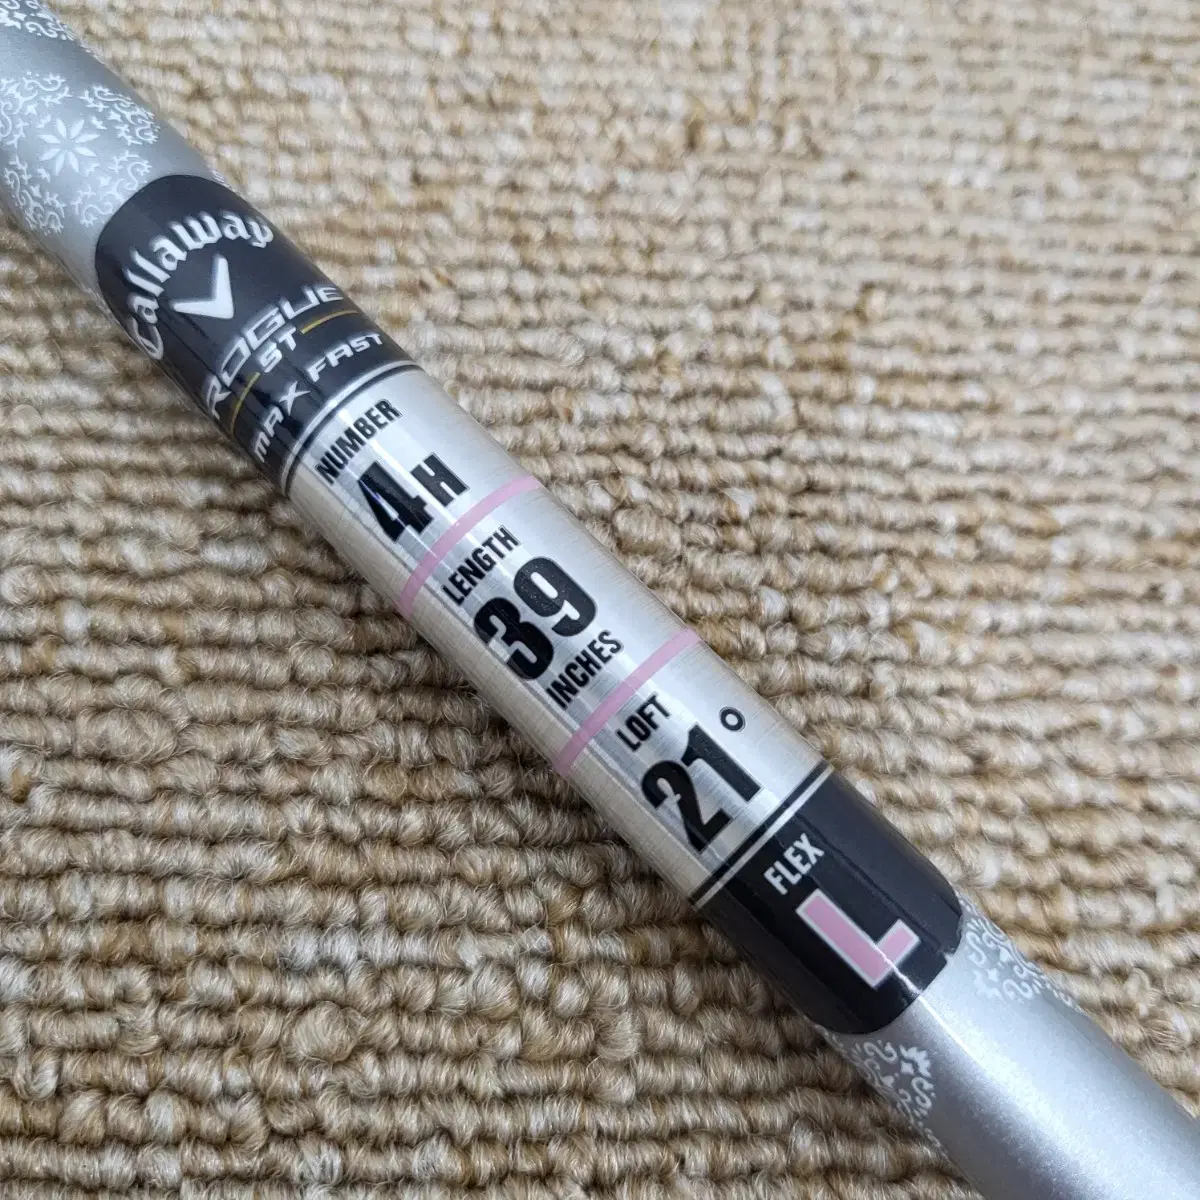 Callaway
ROGUE
ST
MAX FAST
NUMBER
4H
LENGTH
39
INCHES
LOFT
21°
FLEX
L